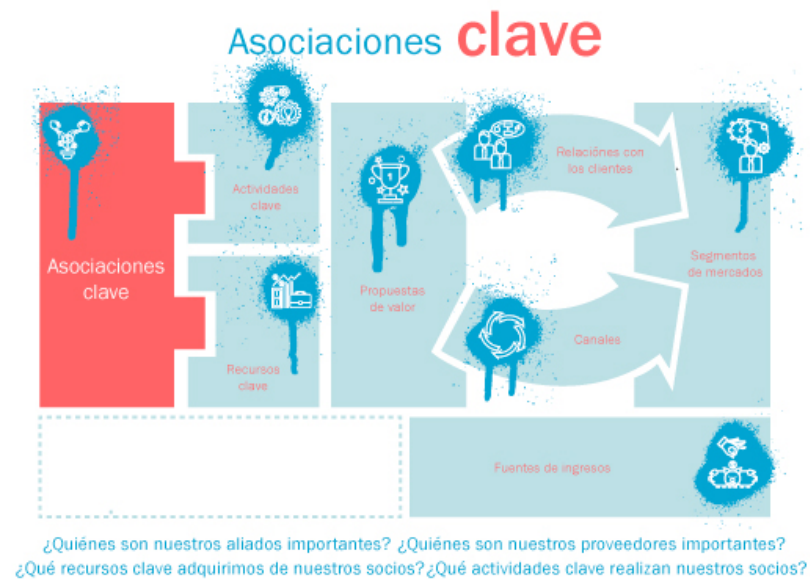 Asociaciones clave
Actividades
clave
Relaciónes con
los clientes
Asociaciones
clave
Segmentos
de mercados
Propuestas
de valor
Canales
Recursos
clave
Fuentes de ingresos
¿Quiénes son nuestros aliados importantes? ¿Quiénes son nuestros proveedores importantes?
¿Qué recursos clave adquirimos de nuestros socios? ¿Qué actividades clave realizan nuestros socios?